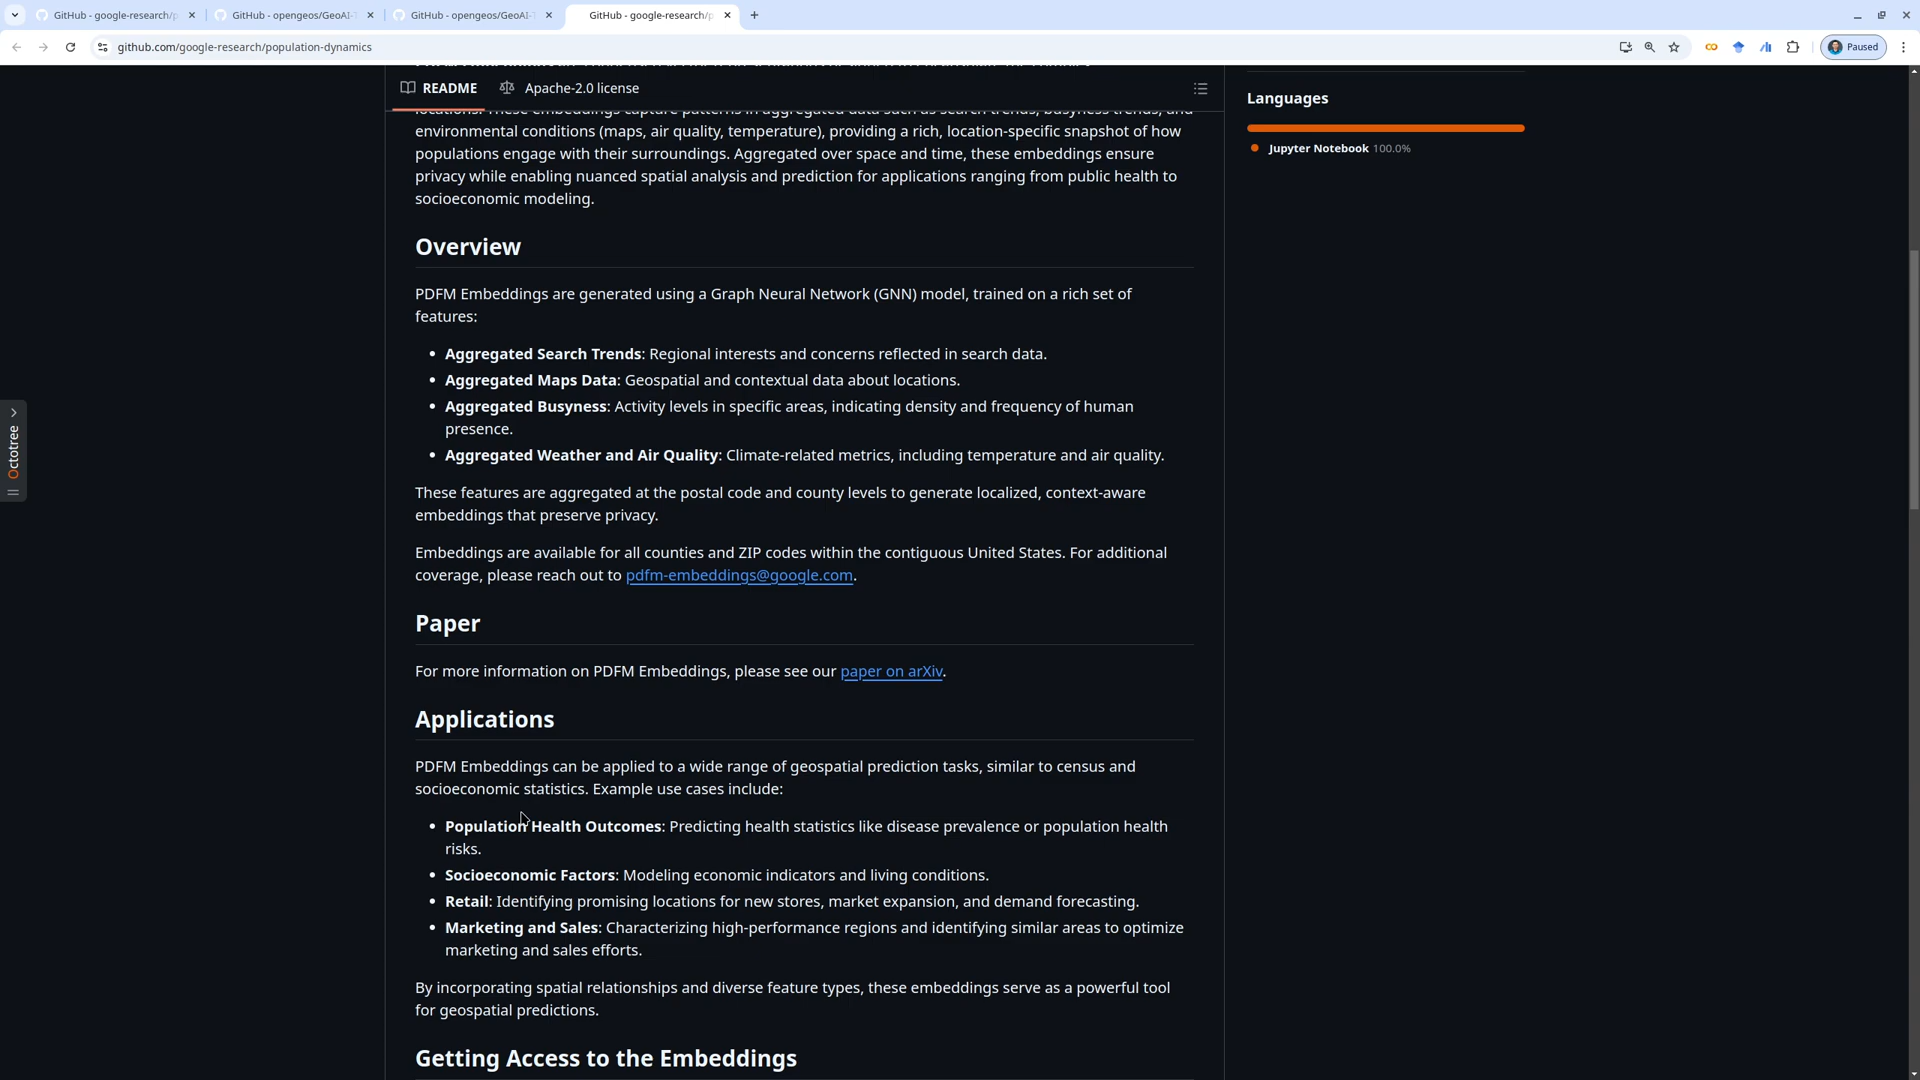 GitHub - google-research/p
GitHub - opengeos/GeoAI-T
GitHub - opengeos/GeoAI-T
GitHub - google-research/p
github.com/google-research/population-dynamics
Paused
README
Apache-2.0 license
locations. These embeddings capture patterns in aggregated data such as search trends, busyness trends, and
environmental conditions (maps, air quality, temperature), providing a rich, location-specific snapshot of how
populations engage with their surroundings. Aggregated over space and time, these embeddings ensure
privacy while enabling nuanced spatial analysis and prediction for applications ranging from public health to
socioeconomic modeling.
Overview
PDFM Embeddings are generated using a Graph Neural Network (GNN) model, trained on a rich set of
features:
• Aggregated Search Trends: Regional interests and concerns reflected in search data.
• Aggregated Maps Data: Geospatial and contextual data about locations.
• Aggregated Busyness: Activity levels in specific areas, indicating density and frequency of human
presence.
• Aggregated Weather and Air Quality: Climate-related metrics, including temperature and air quality.
These features are aggregated at the postal code and county levels to generate localized, context-aware
embeddings that preserve privacy.
Embeddings are available for all counties and ZIP codes within the contiguous United States. For additional
coverage, please reach out to pdfm-embeddings@google.com.
Paper
For more information on PDFM Embeddings, please see our paper on arXiv.
Applications
PDFM Embeddings can be applied to a wide range of geospatial prediction tasks, similar to census and
socioeconomic statistics. Example use cases include:
• Population Health Outcomes: Predicting health statistics like disease prevalence or population health
risks.
• Socioeconomic Factors: Modeling economic indicators and living conditions.
• Retail: Identifying promising locations for new stores, market expansion, and demand forecasting.
• Marketing and Sales: Characterizing high-performance regions and identifying similar areas to optimize
marketing and sales efforts.
By incorporating spatial relationships and diverse feature types, these embeddings serve as a powerful tool
for geospatial predictions.
Getting Access to the Embeddings
Languages
Jupyter Notebook 100.0%
Octotree